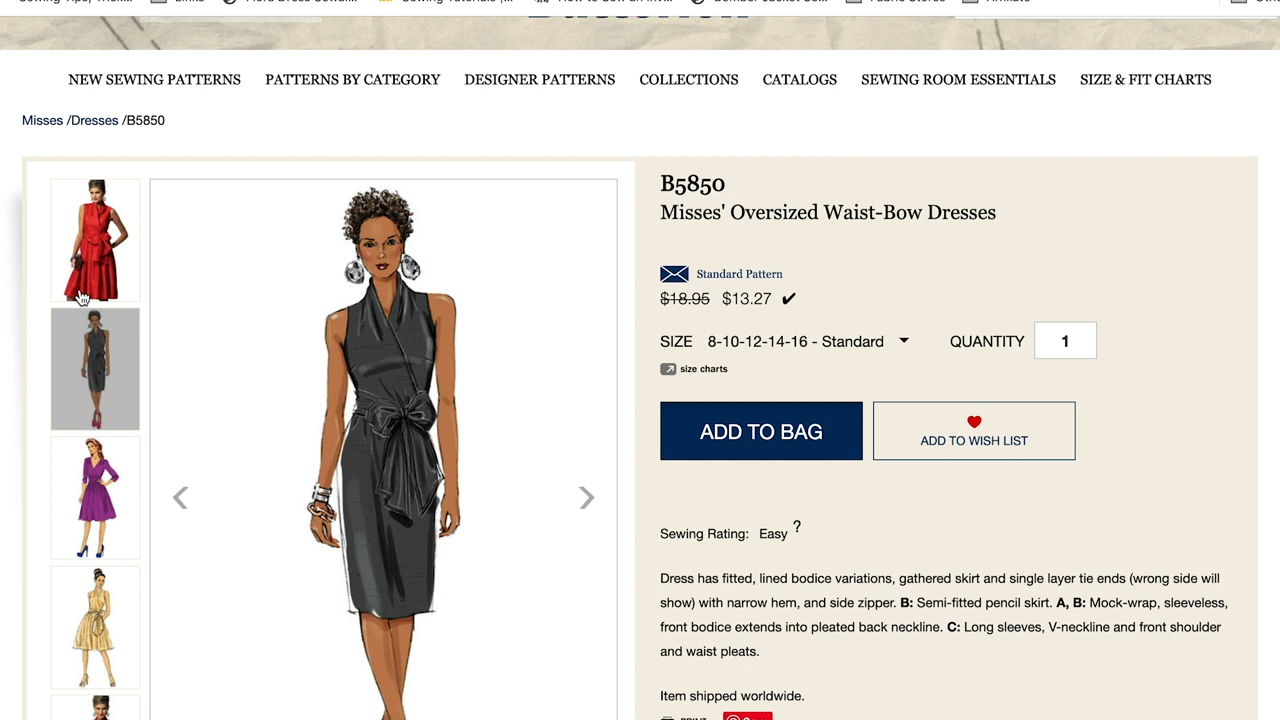 NEW SEWING PATTERNS PATTERNS BY CATEGORY DESIGNER PATTERNS COLLECTIONS CATALOGS SEWING ROOM ESSENTIALS SIZE & FIT CHARTS
Misses /Dresses /B5850
B5850
Misses' Oversized Waist-Bow Dresses
Standard Pattern
$18.95 $13.27 ✔
SIZE 8-10-12-14-16 - Standard QUANTITY 1
size charts
ADD TO BAG
ADD TO WISH LIST
Sewing Rating: Easy ?
Dress has fitted, lined bodice variations, gathered skirt and single layer tie ends (wrong side will
show) with narrow hem, and side zipper. B: Semi-fitted pencil skirt. A, B: Mock-wrap, sleeveless,
front bodice extends into pleated back neckline. C: Long sleeves, V-neckline and front shoulder
and waist pleats.
Item shipped worldwide.